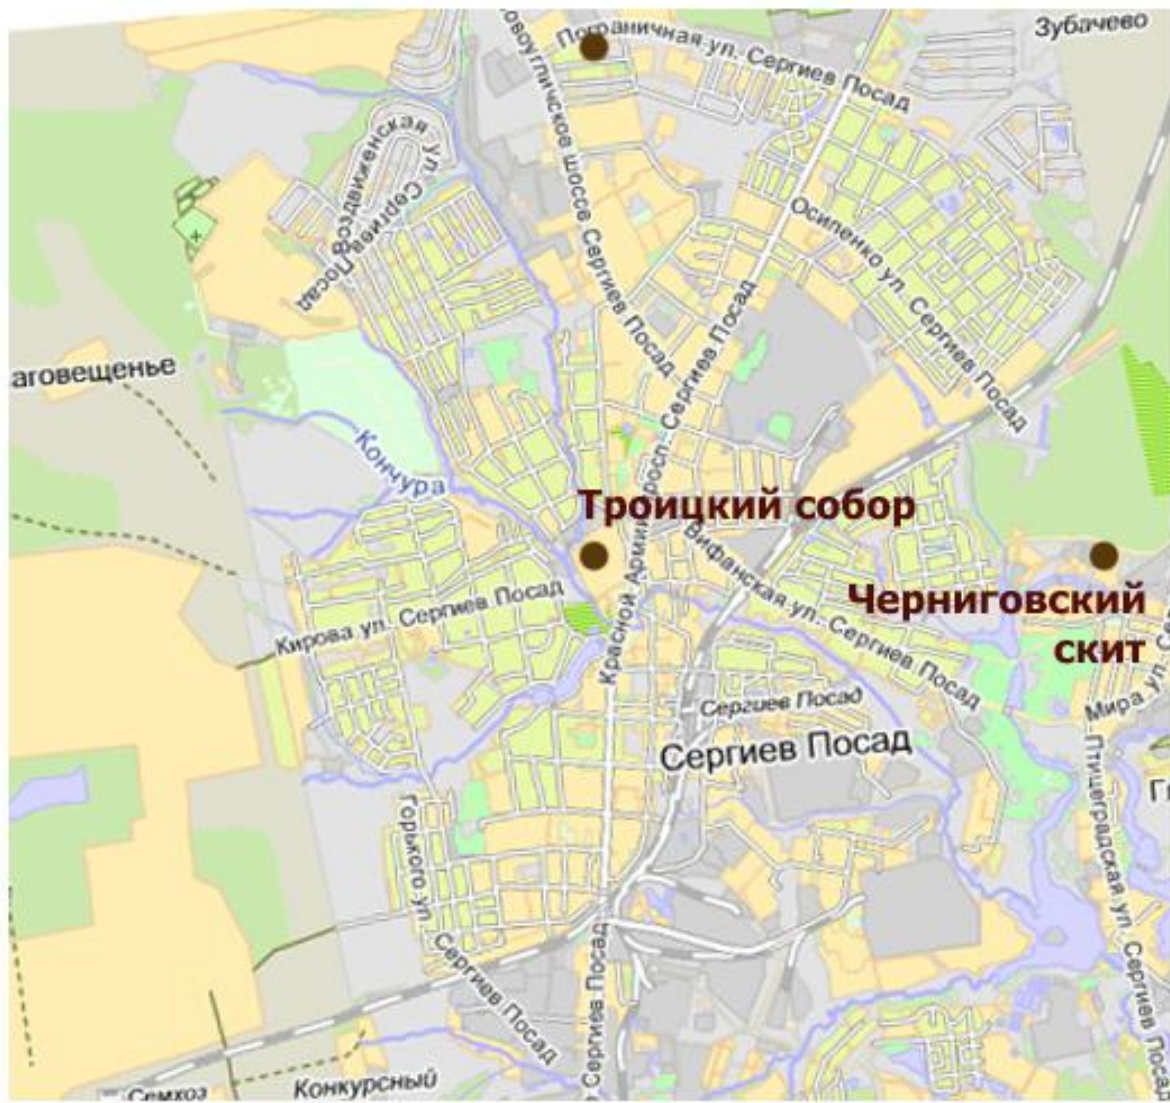 Зубачево
Пограничная ул. Сергиев Посад
овоугличское шоссе Сергиев Посад
Воздвиженская ул. Сергиев Посад
Осипенко ул. Сергиев Посад
аговещенье
Кончура
Троицкий собор
Красной Армии просп. Сергиев Посад
Вифанская ул. Сергиев Посад
Черниговский
скит
Кирова ул. Сергиев Посад
Мира ул.
Сергиев Посад
Сергиев Посад
Птицеградская ул. Сергиев Посад
Горького ул. Сергиев Посад
Сергиев Посад
Конкурсный
Семхоз